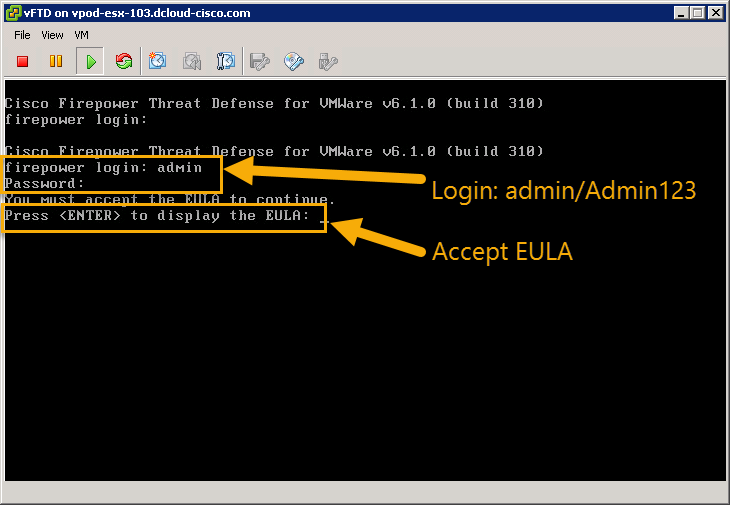 vFTD on vpod-esx-103.dcloud-cisco.com
File View VM
Cisco Firepower Threat Defense for VMWare v6.1.0 (build 310)
firepower login:
Cisco Firepower Threat Defense for VMWare v6.1.0 (build 310)
firepower login: admin
Password:
Login: admin/Admin123
You must accept the EULA to continue.
Press <ENTER> to display the EULA: _
Accept EULA